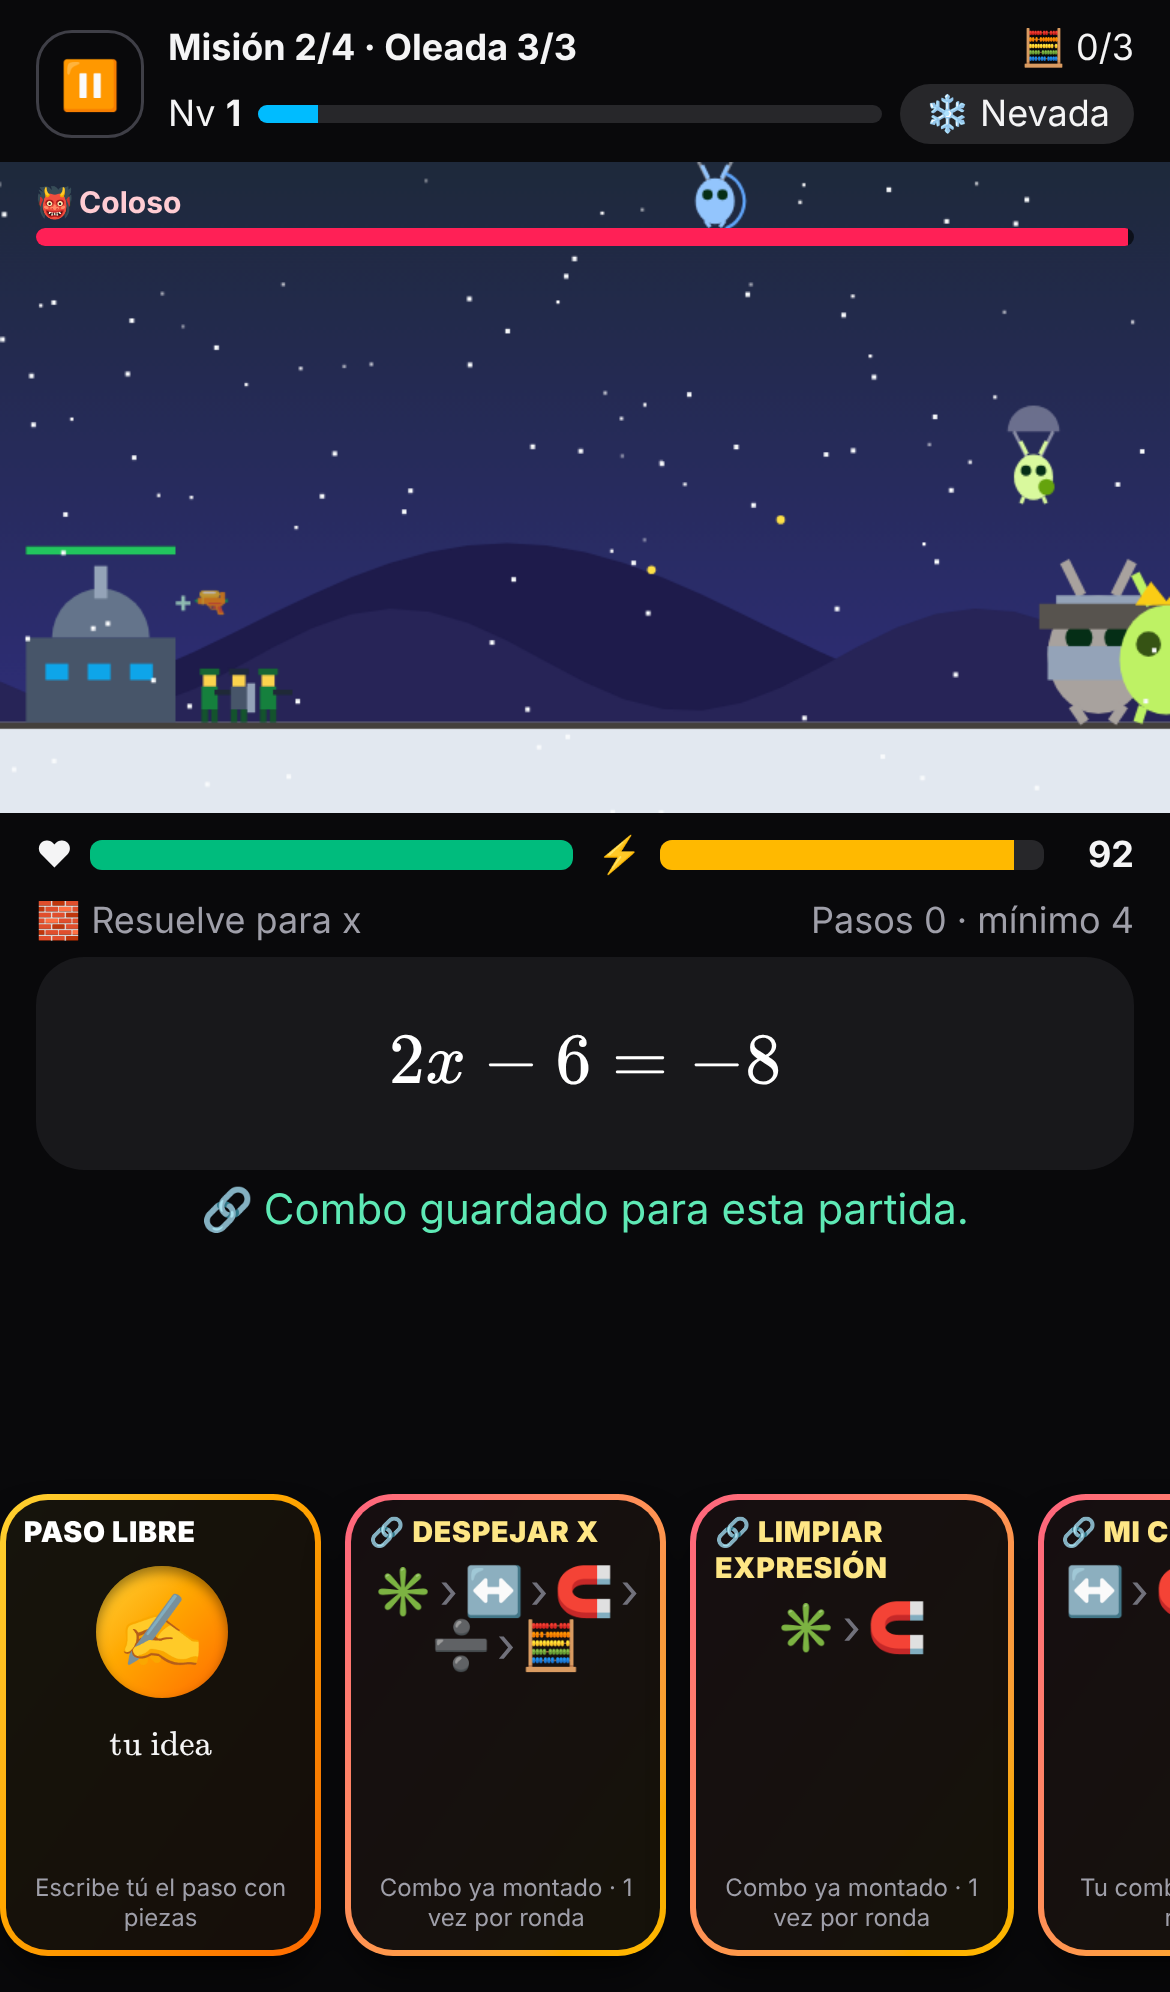 Misión 2/4 · Oleada 3/3
0/3
Nv 1
Nevada
Coloso
92
Resuelve para x
Pasos 0 · mínimo 4
2x − 6 = −8
Combo guardado para esta partida.
PASO LIBRE
tu idea
Escribe tú el paso con
piezas
DESPEJAR X
Combo ya montado · 1
vez por ronda
LIMPIAR
EXPRESIÓN
Combo ya montado · 1
vez por ronda
MI C
Tu comb
r